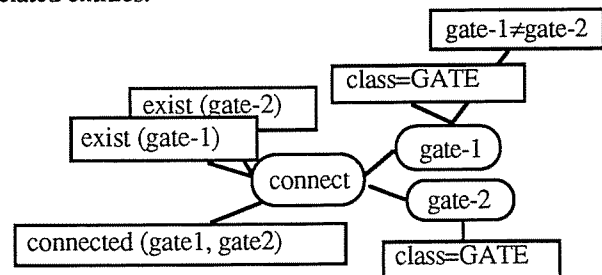 gate-1≠gate-2
class=GATE
exist (gate-2)
exist (gate-1)
gate-1
connect
gate-2
connected (gate1, gate2)
class=GATE